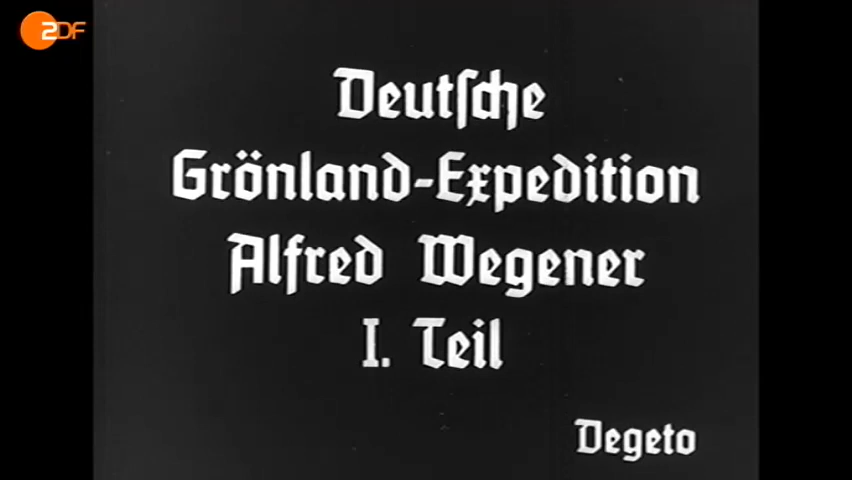 ZDF
Deutſche
Grönland-Expedition
Alfred Wegener
I. Teil
Degeto